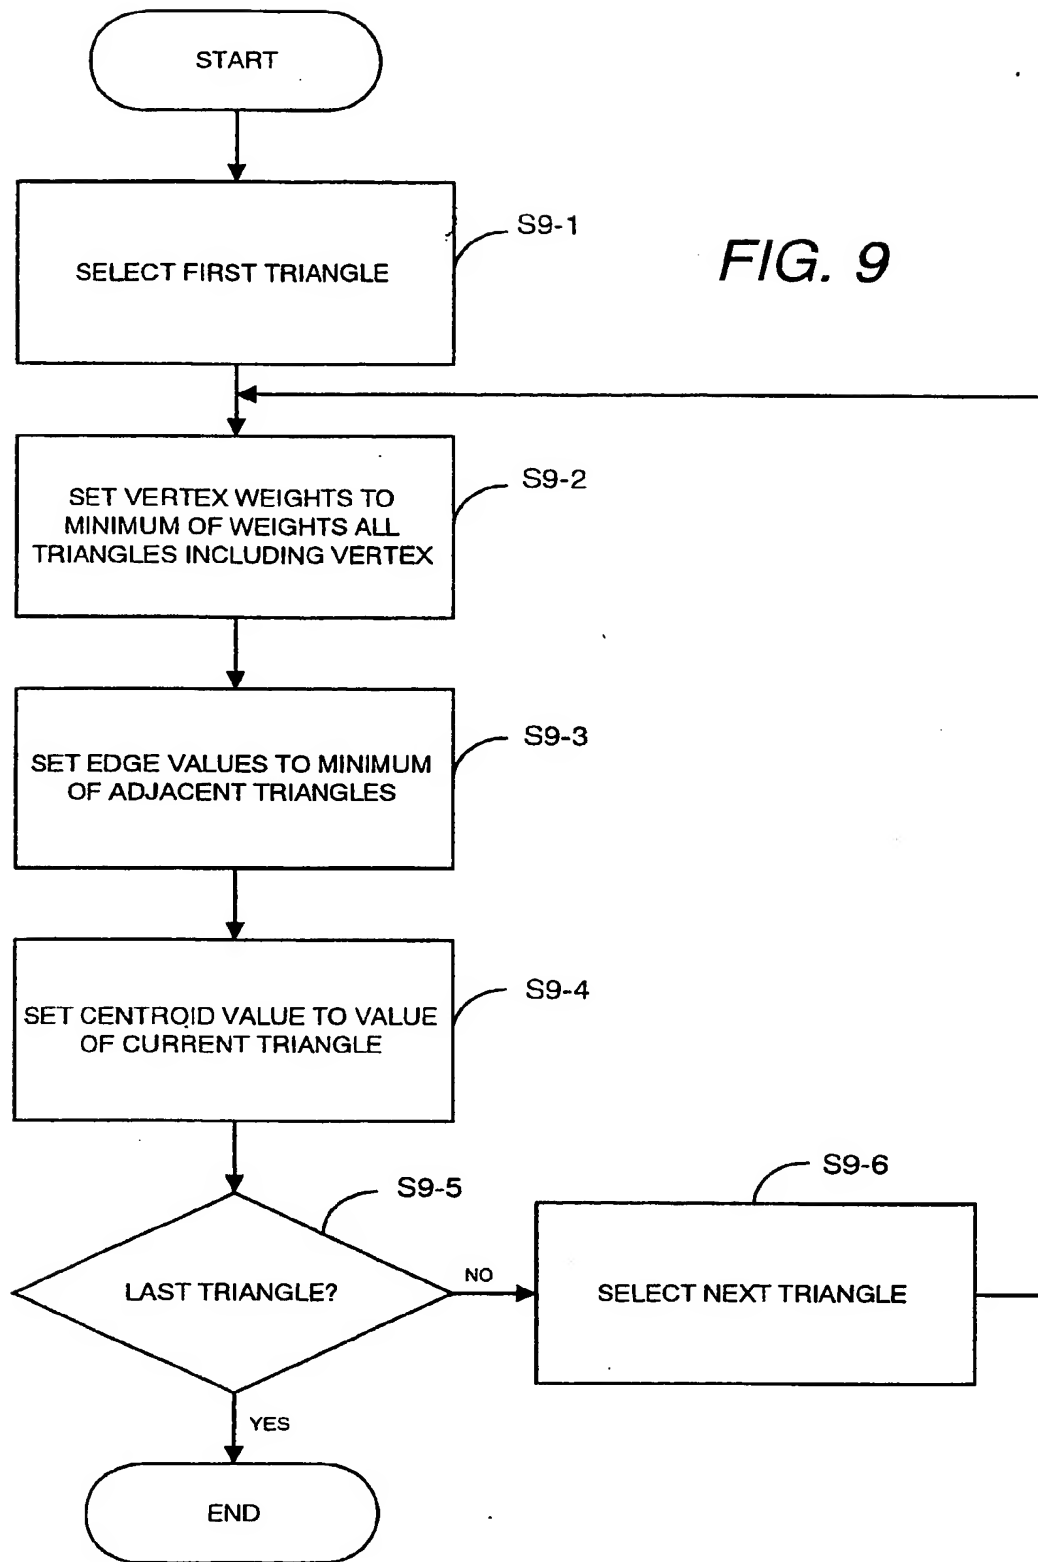 START
S9-1
FIG. 9
SELECT FIRST TRIANGLE
S9-2
SET VERTEX WEIGHTS TO
MINIMUM OF WEIGHTS ALL
TRIANGLES INCLUDING VERTEX
S9-3
SET EDGE VALUES TO MINIMUM
OF ADJACENT TRIANGLES
S9-4
SET CENTROID VALUE TO VALUE
OF CURRENT TRIANGLE
S9-5
S9-6
LAST TRIANGLE?
NO
SELECT NEXT TRIANGLE
YES
END